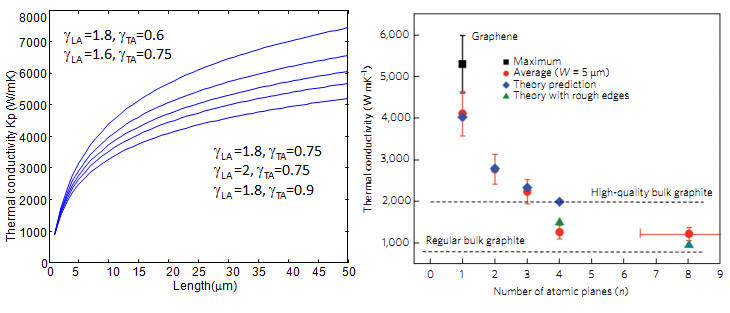 8000
7000
6000
5000
4000
3000
2000
1000
0
Thermal conductivity Kp (W/mK)
γLA=1.8, γTA=0.6
γLA=1.6, γTA=0.75
γLA=1.8, γTA=0.75
γLA=2, γTA=0.75
γLA=1.8, γTA=0.9
0 5 10 15 20 25 30 35 40 45 50
Length(μm)
6,000
5,000
4,000
3,000
2,000
1,000
Thermal conductivity (W mK⁻¹)
Graphene
Maximum
Average (W = 5 μm)
Theory prediction
Theory with rough edges
High-quality bulk graphite
Regular bulk graphite
0 1 2 3 4 5 6 7 8 9
Number of atomic planes (n)